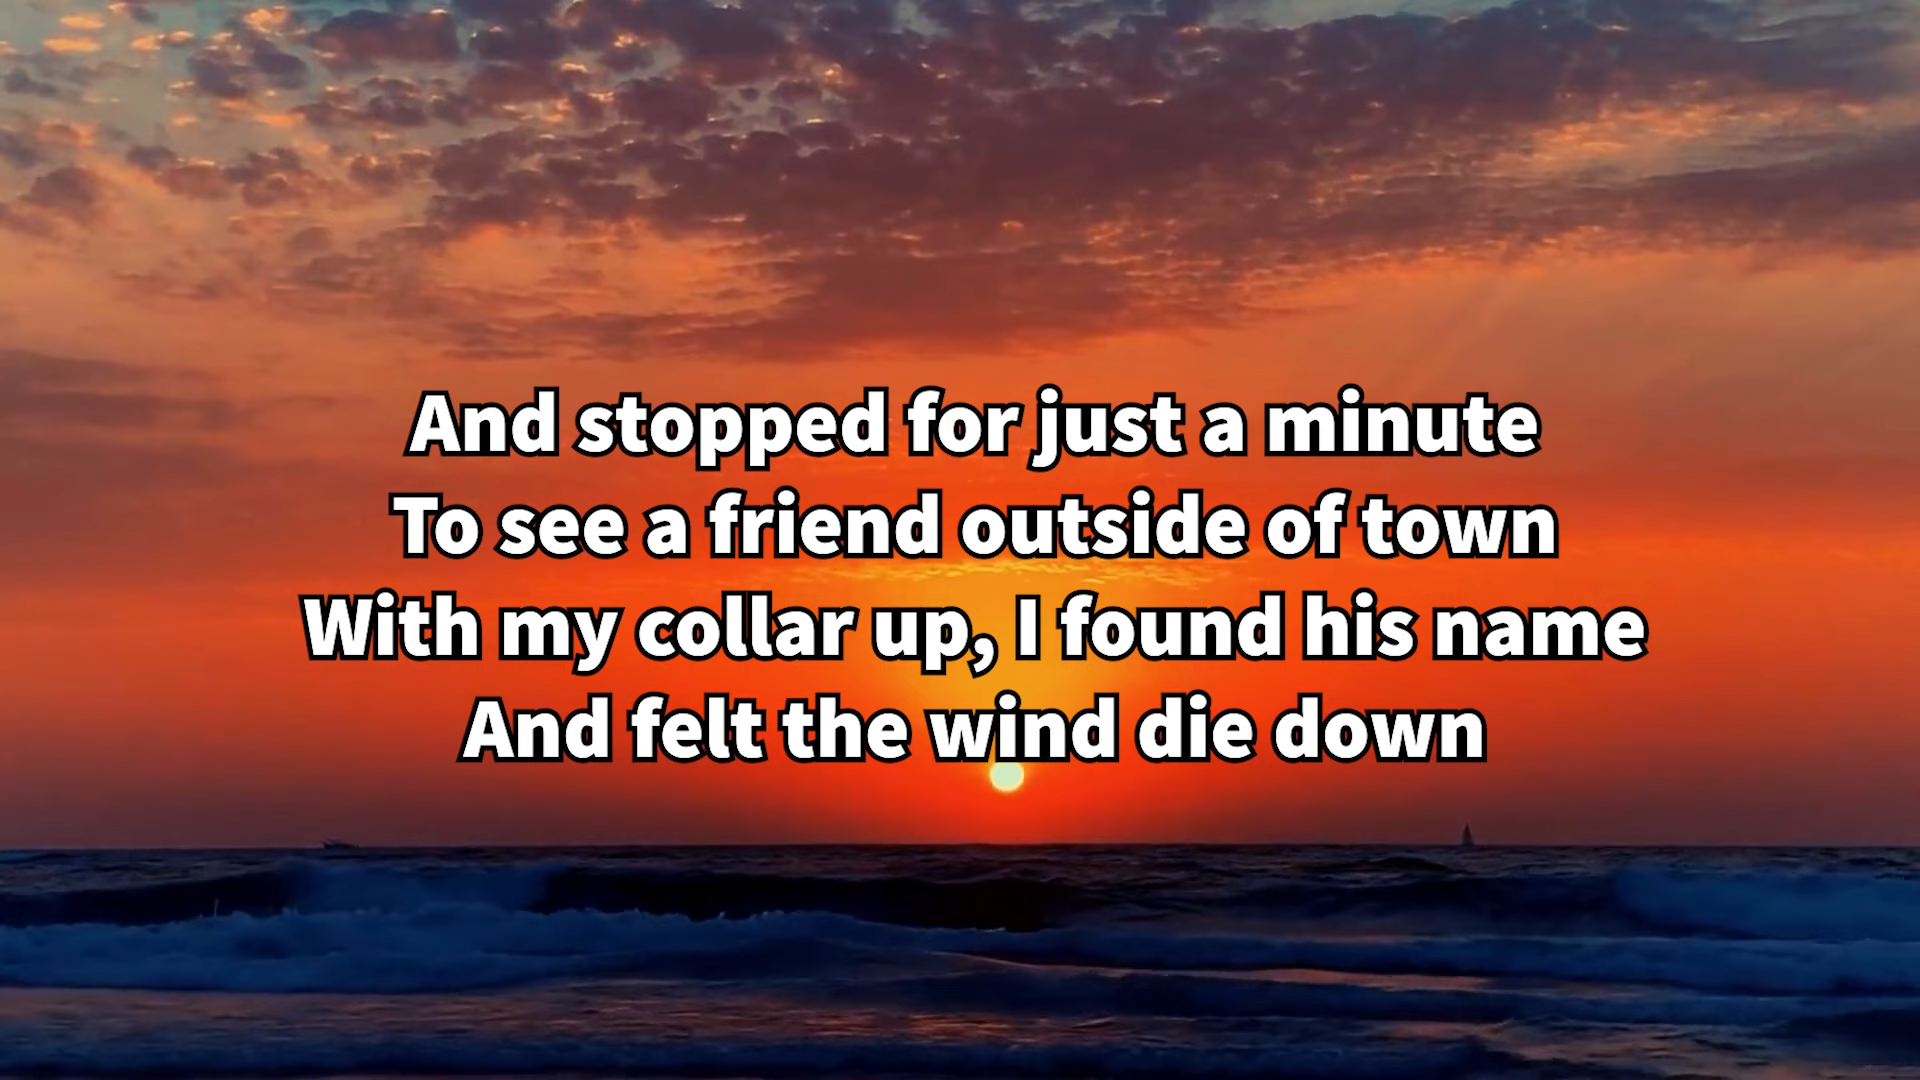 And stopped for just a minute
To see a friend outside of town
With my collar up, I found his name
And felt the wind die down